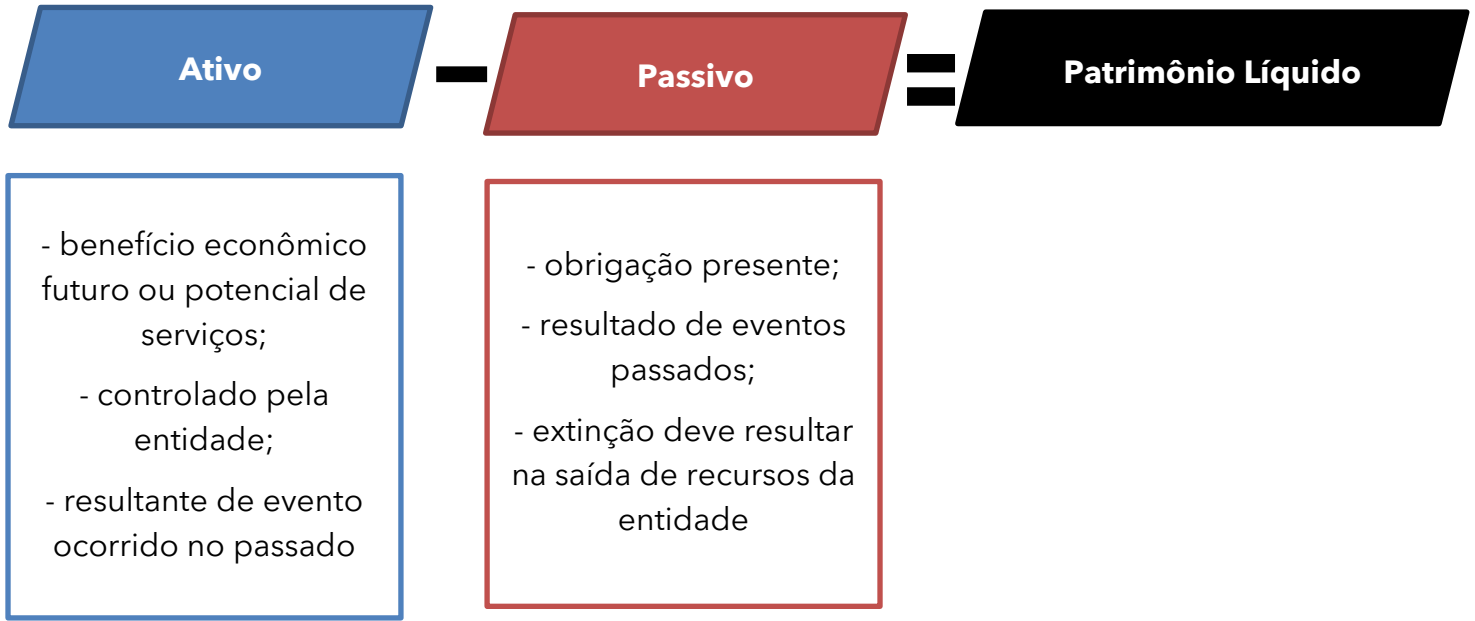 Ativo
Passivo
Patrimônio Líquido
- benefício econômico
futuro ou potencial de
serviços;
- controlado pela
entidade;
- resultante de evento
ocorrido no passado
- obrigação presente;
- resultado de eventos
passados;
- extinção deve resultar
na saída de recursos da
entidade